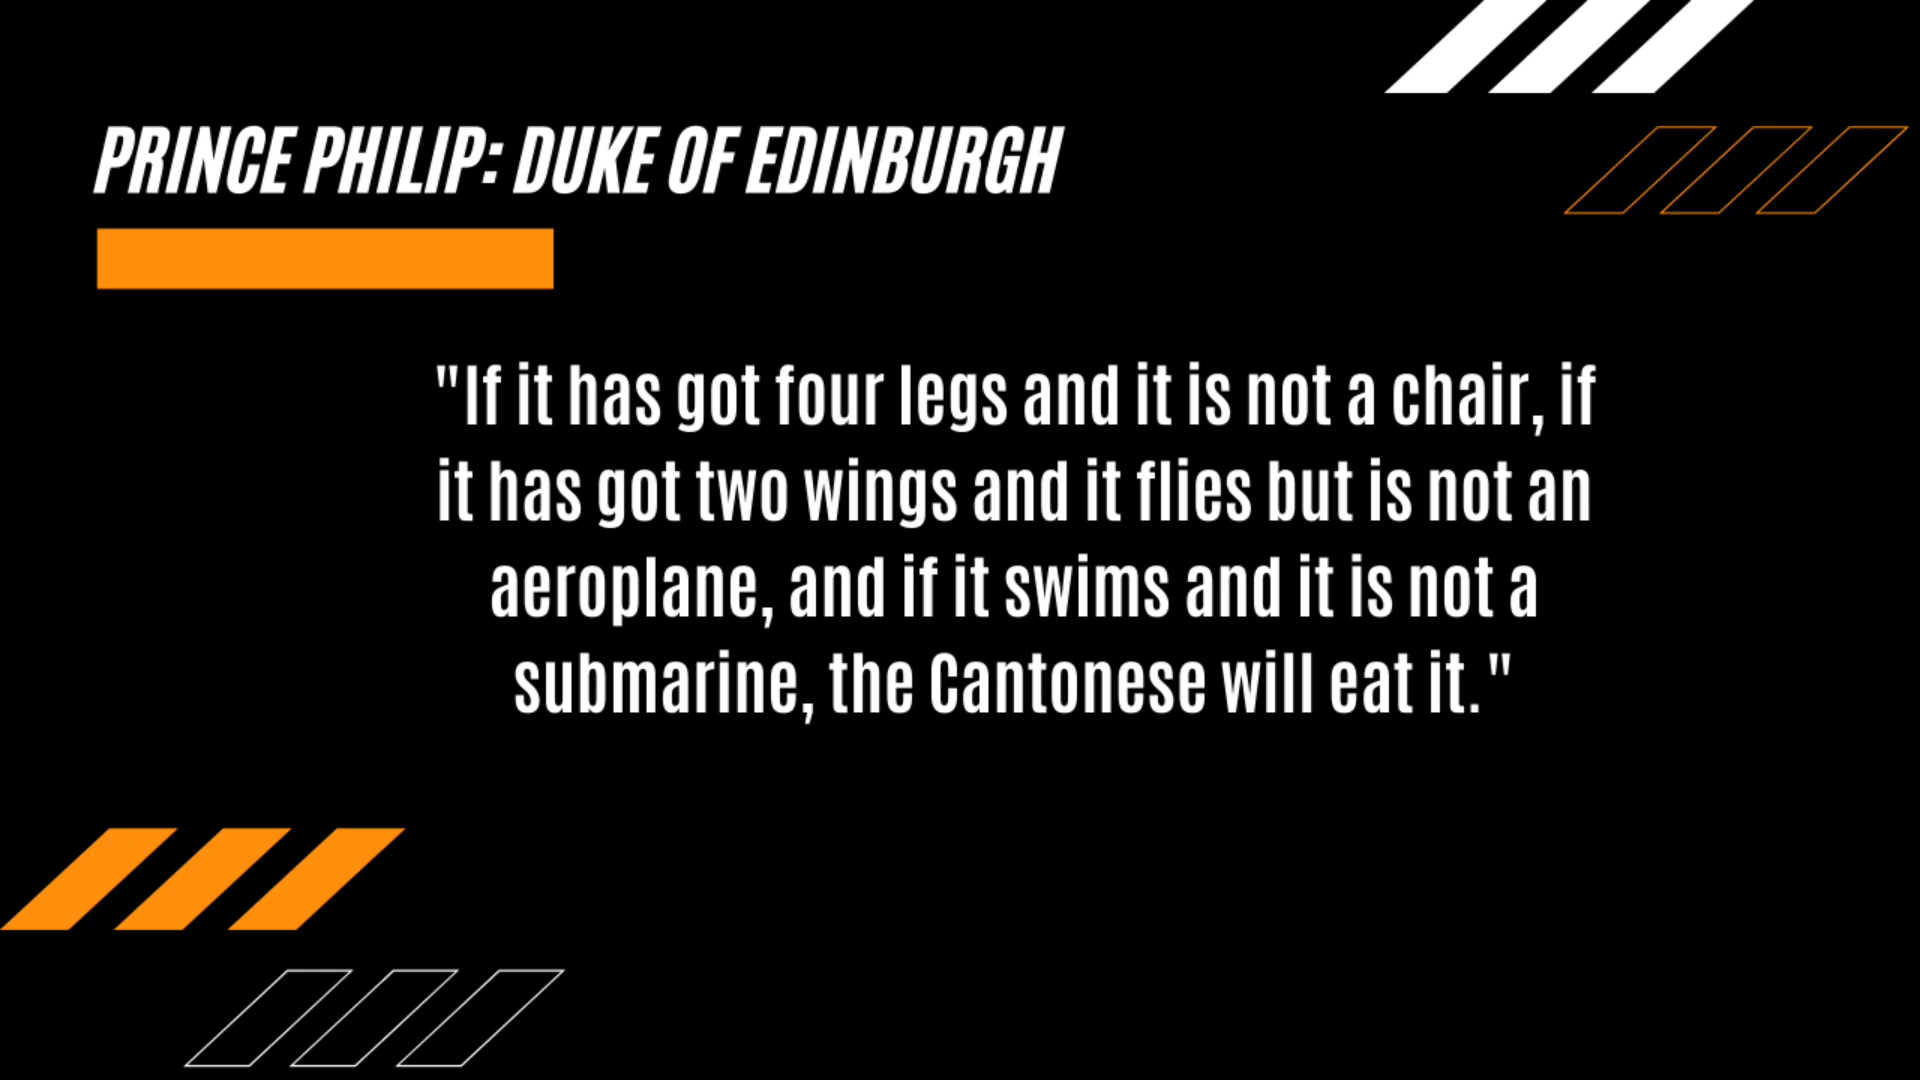 PRINCE PHILIP: DUKE OF EDINBURGH
"If it has got four legs and it is not a chair, if
it has got two wings and it flies but is not an
aeroplane, and if it swims and it is not a
submarine, the Cantonese will eat it."